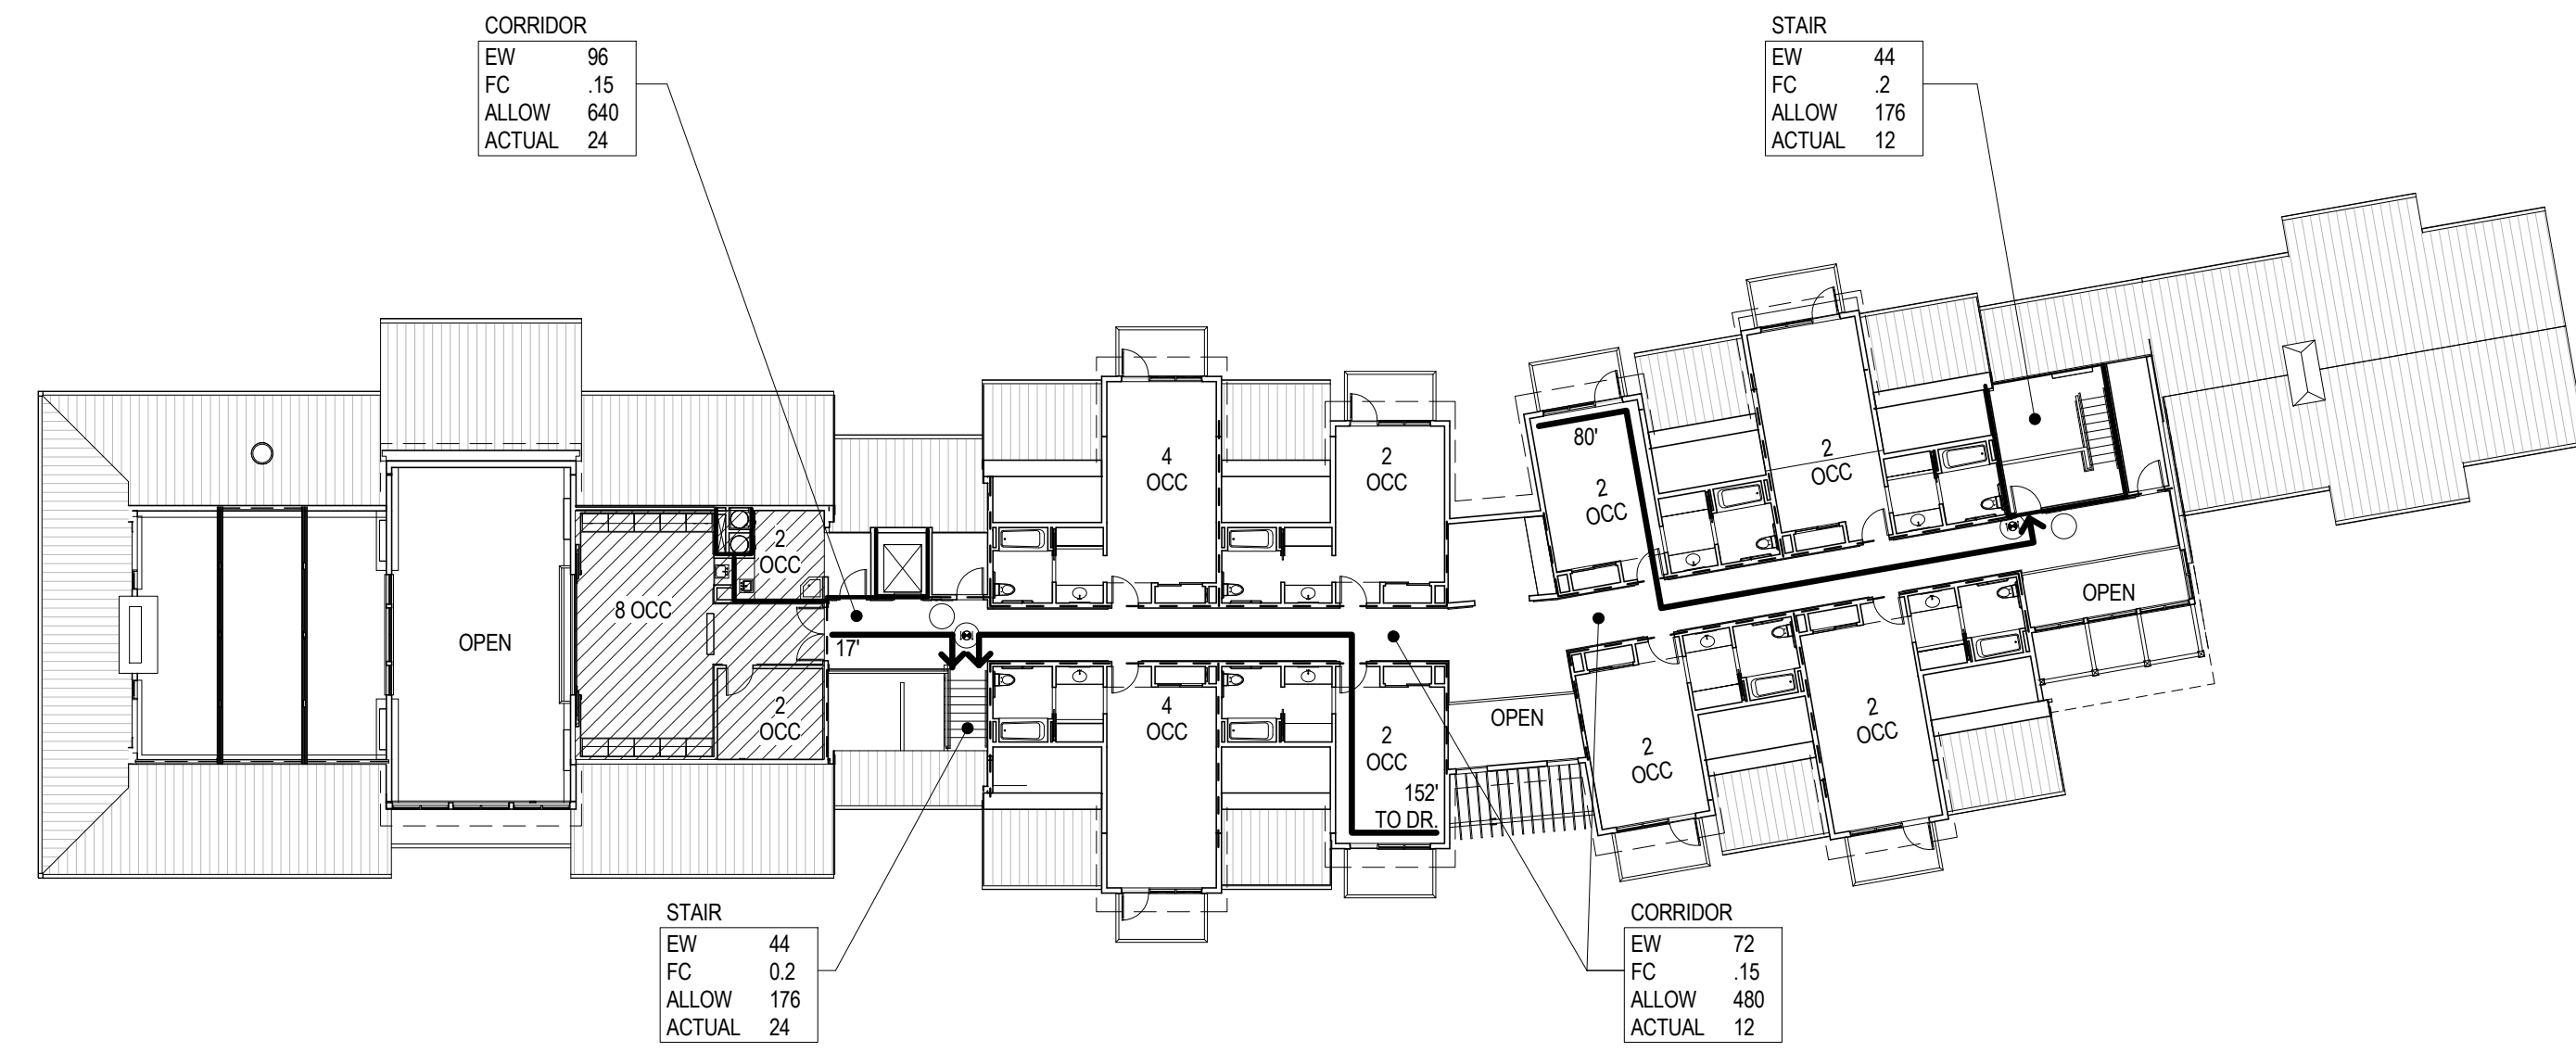 CORRIDOR
EW 96
FC .15
ALLOW 640
ACTUAL 24
STAIR
EW 44
FC .2
ALLOW 176
ACTUAL 12
4
OCC
2
OCC
80'
2
OCC
2
OCC
2
OCC
8 OCC
OPEN
17'
2
OCC
4
OCC
2
OCC
152'
TO DR.
OPEN
2
OCC
2
OCC
OPEN
STAIR
EW 44
FC 0.2
ALLOW 176
ACTUAL 24
CORRIDOR
EW 72
FC .15
ALLOW 480
ACTUAL 12